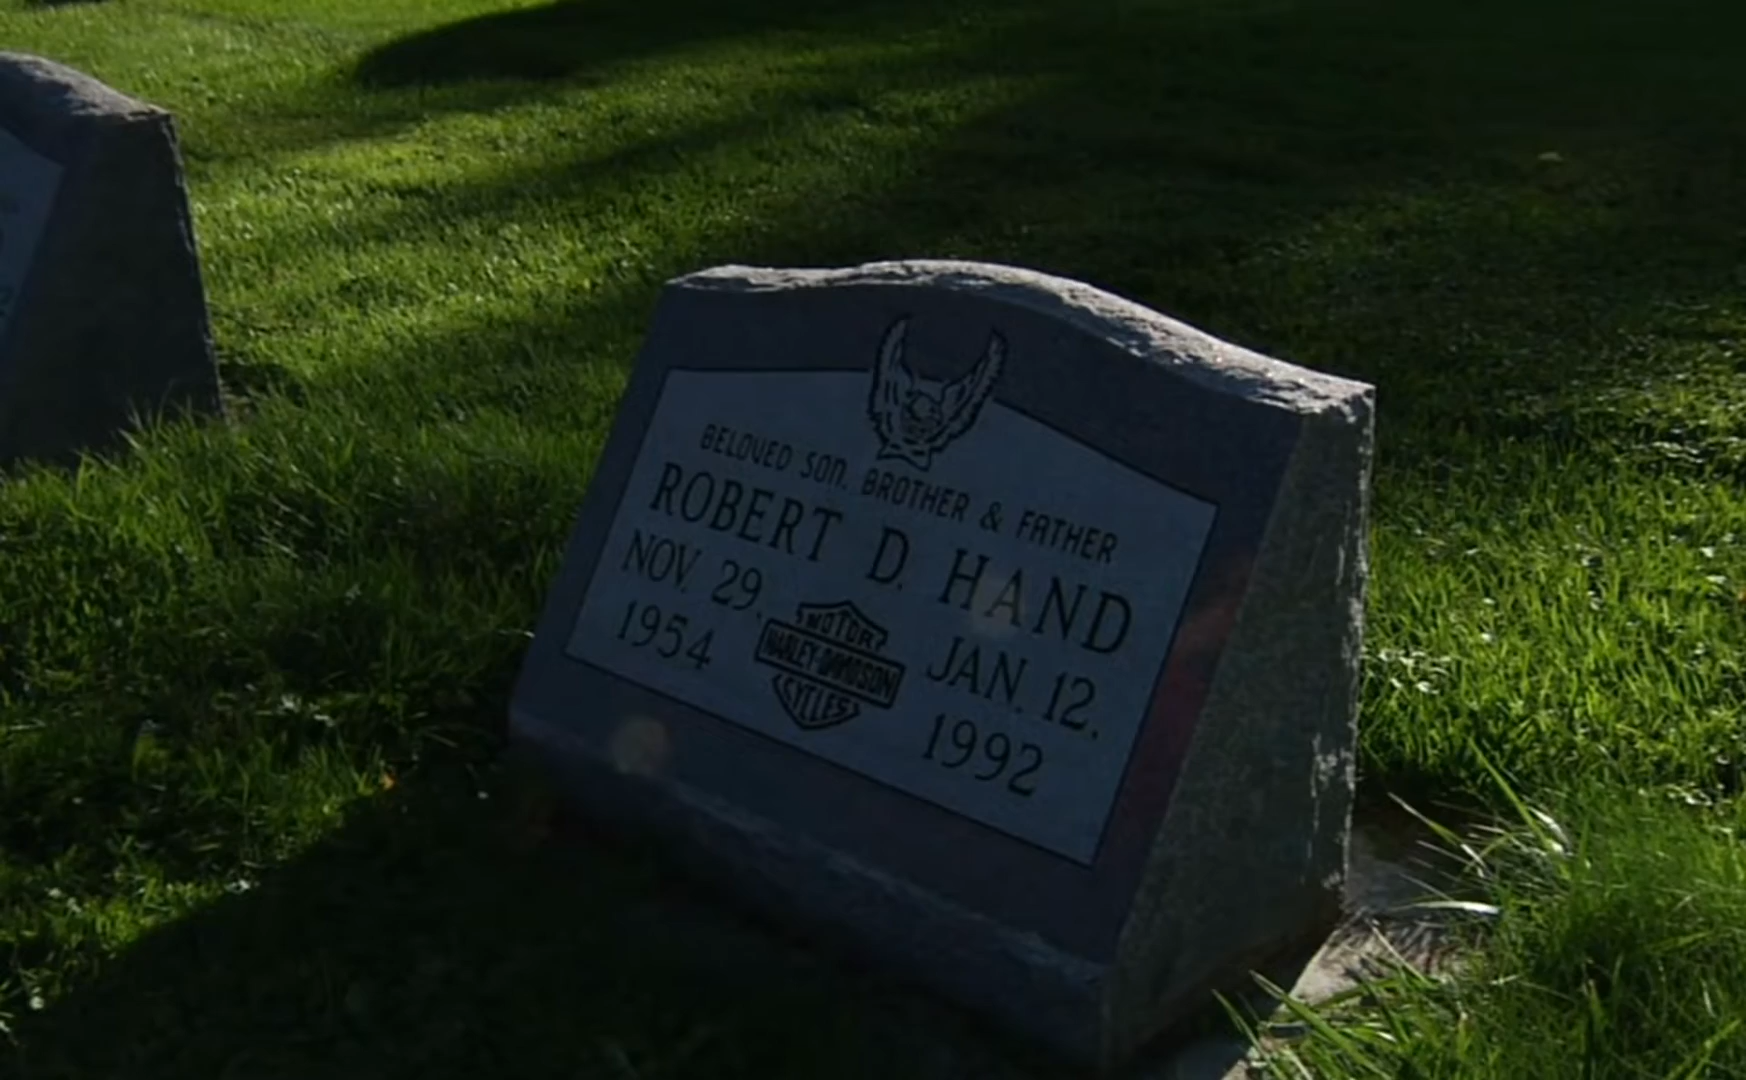 BELOVED SON, BROTHER & FATHER
ROBERT D. HAND
NOV. 29,
1954
MOTOR
HARLEY-DAVIDSON
CYCLES
JAN. 12,
1992